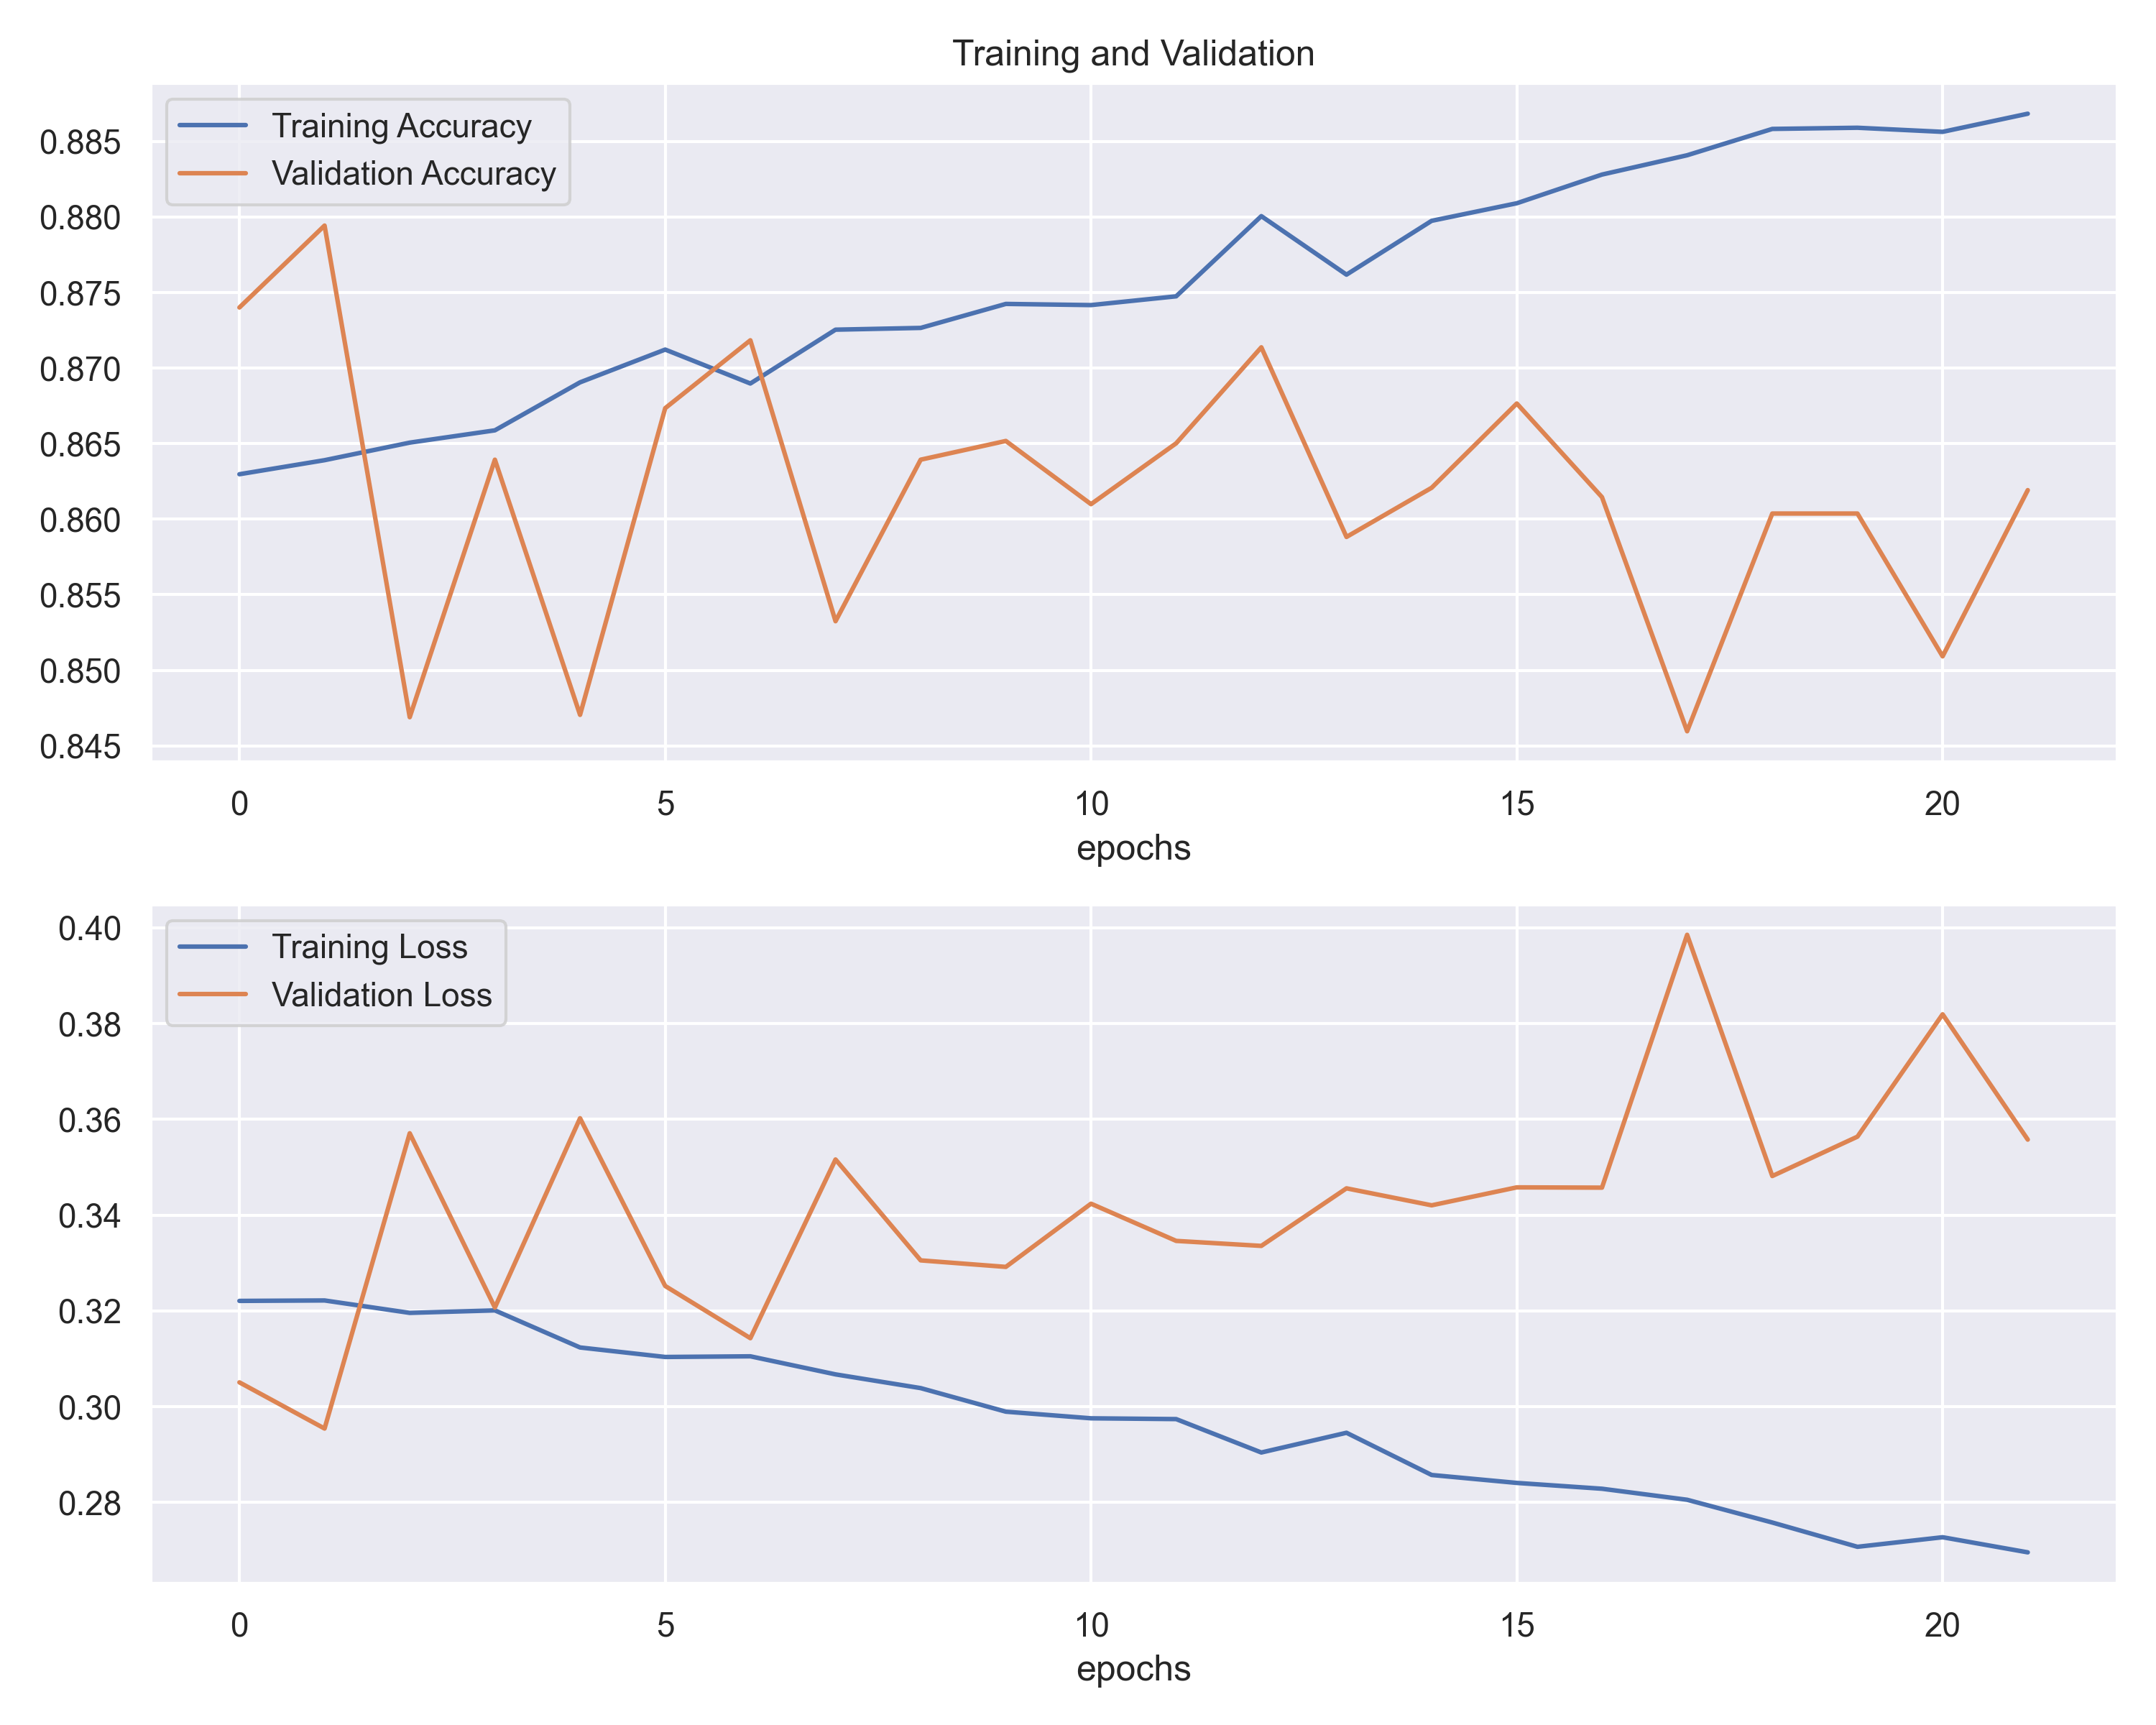 Training and Validation
Training Accuracy
Validation Accuracy
0.885
0.880
0.875
0.870
0.865
0.860
0.855
0.850
0.845
0 5 10 15 20
epochs
Training Loss
Validation Loss
0.40
0.38
0.36
0.34
0.32
0.30
0.28
0 5 10 15 20
epochs